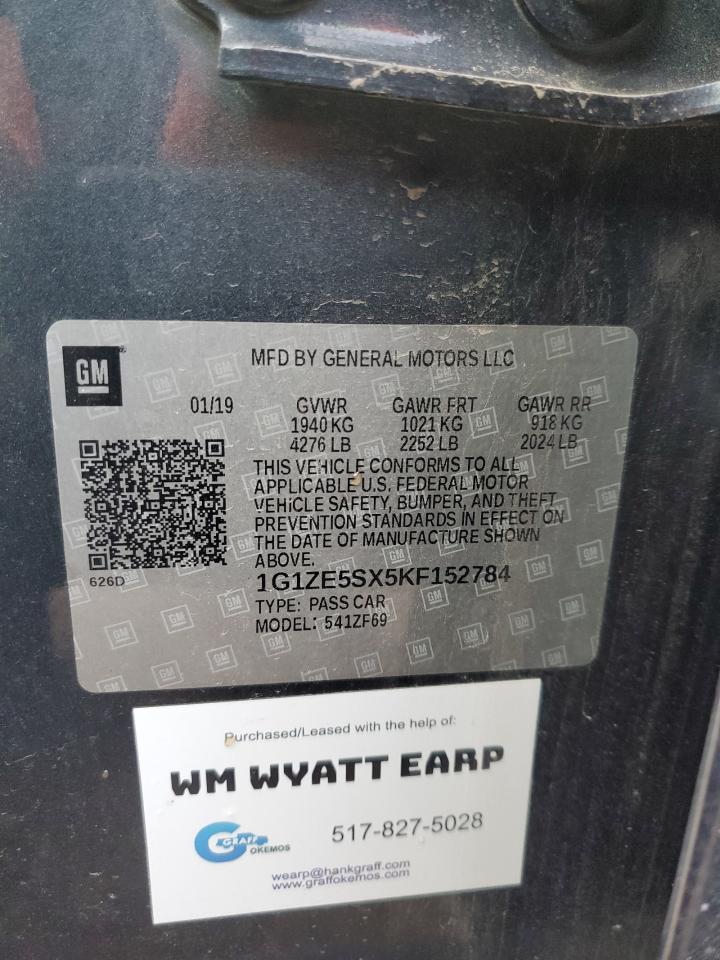 GM
MFD BY GENERAL MOTORS LLC
01/19 GVWR GAWR FRT GAWR RR
1940 KG 1021 KG 918 KG
4276 LB 2252 LB 2024 LB
THIS VEHICLE CONFORMS TO ALL
APPLICABLE U.S. FEDERAL MOTOR
VEHICLE SAFETY, BUMPER, AND THEFT
PREVENTION STANDARDS IN EFFECT ON
THE DATE OF MANUFACTURE SHOWN
ABOVE.
626D
1G1ZE5SX5KF152784
TYPE: PASS CAR
MODEL: 541ZF69
Purchased/Leased with the help of:
WM WYATT EARP
GRAFF
OKEMOS
517-827-5028
wearp@hankgraff.com
www.graffokemos.com